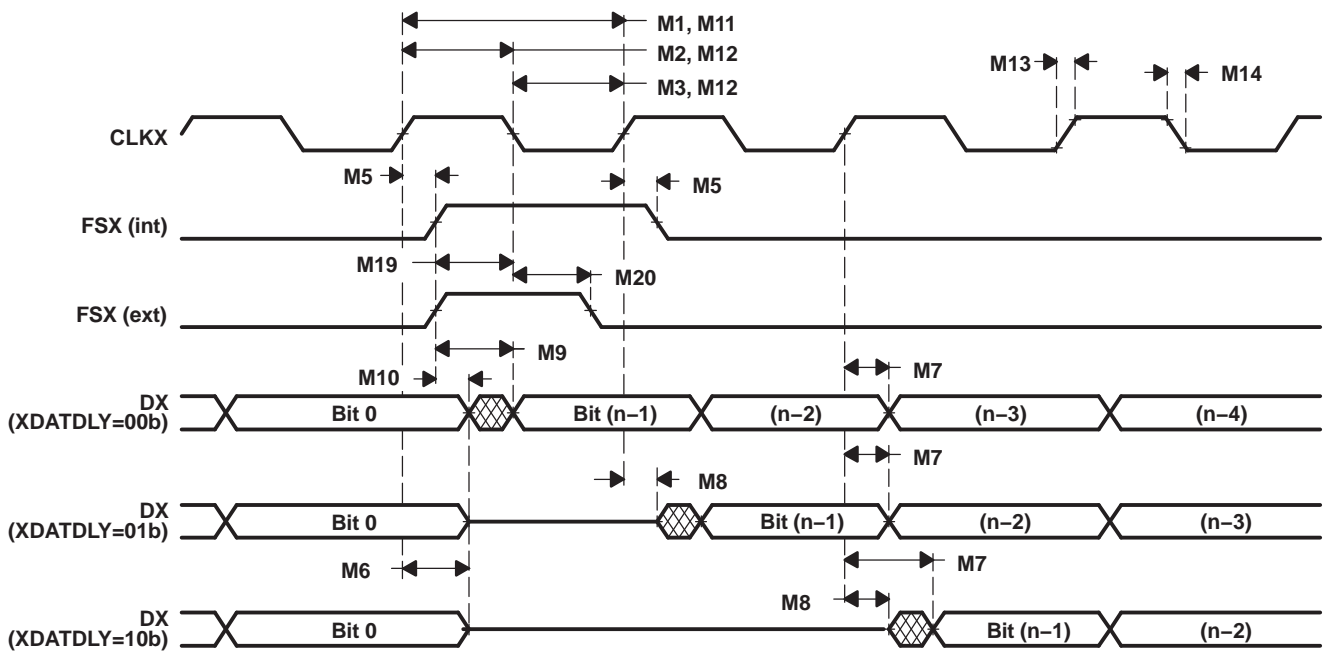 M1, M11
M2, M12
M3, M12
M13
M14
CLKX
M5
M5
FSX (int)
M19
M20
FSX (ext)
M9
M10
M7
DX
(XDATDLY=00b)
Bit 0
Bit (n−1)
(n−2)
(n−3)
(n−4)
M7
M8
DX
(XDATDLY=01b)
Bit 0
Bit (n−1)
(n−2)
(n−3)
M6
M7
M8
DX
(XDATDLY=10b)
Bit 0
Bit (n−1)
(n−2)